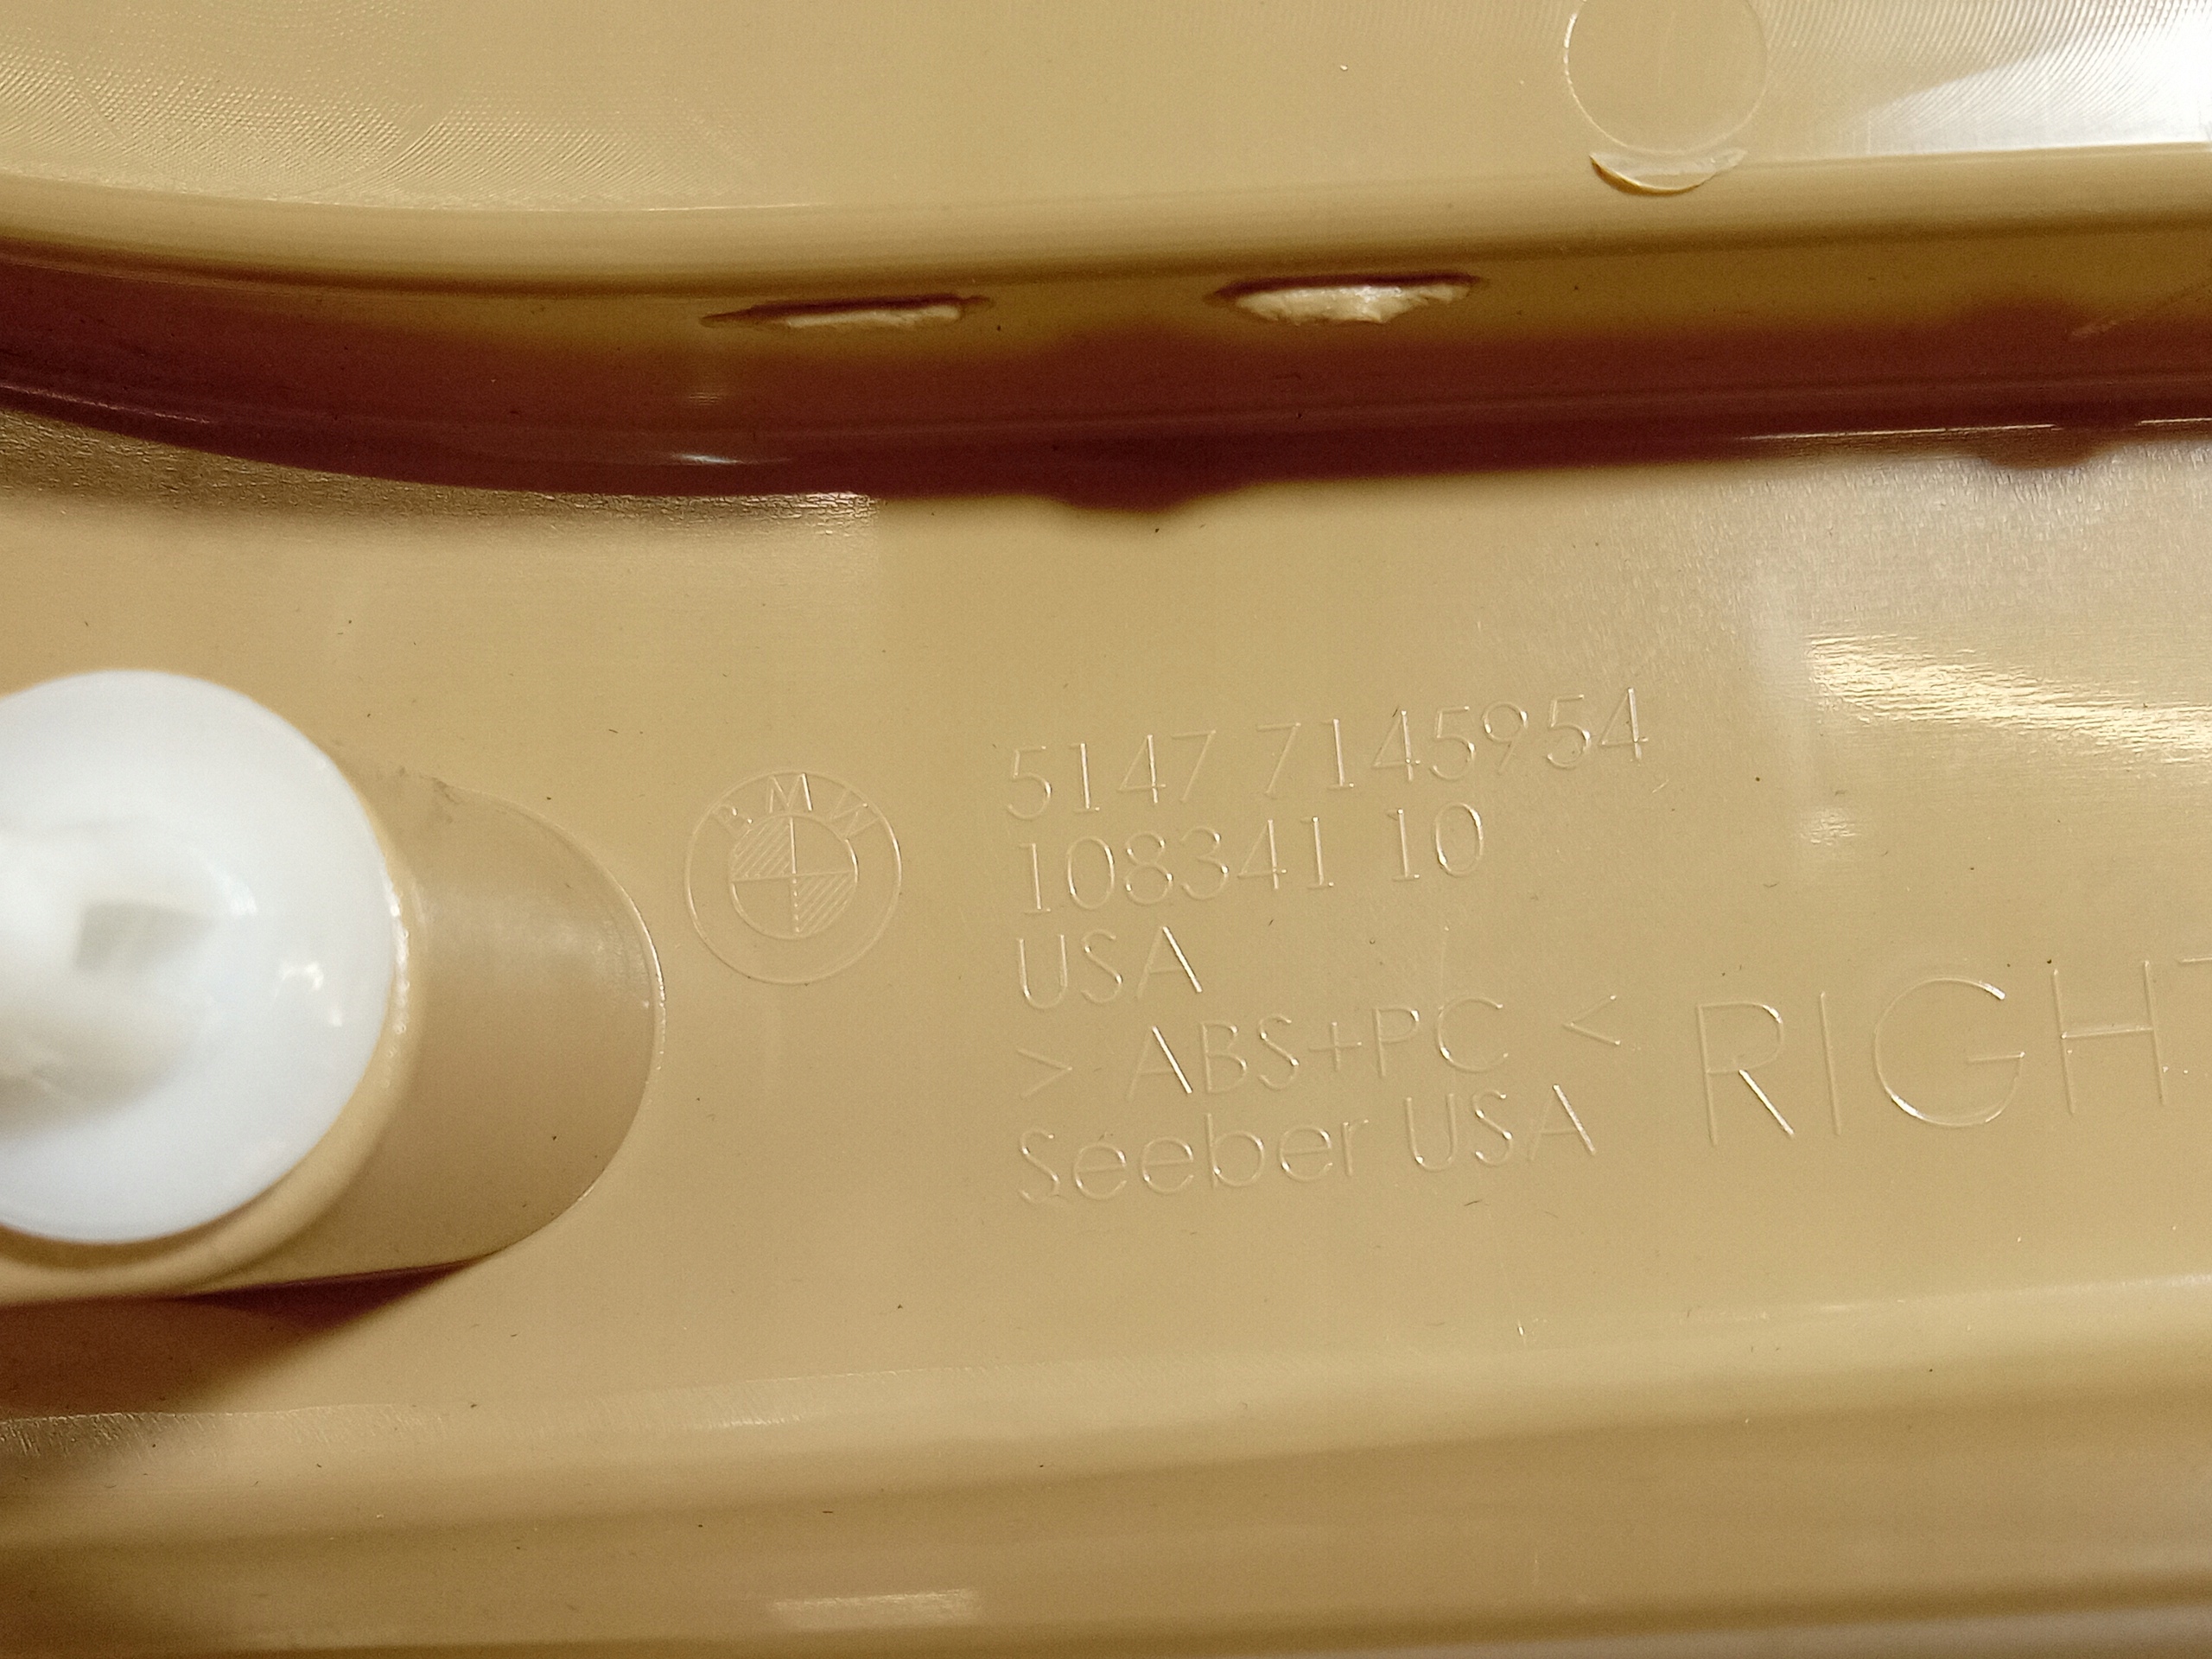 BMW
5147 7145954
108341 10
USA
> ABS+PC <
Seeber USA
RIGHT